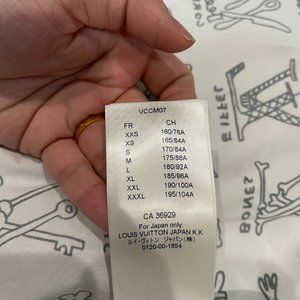 VCCM07
FR CH
XXS 160/76A
XS 165/84A
S 170/84A
M 175/88A
L 180/92A
XL 185/96A
XXL 190/100A
XXXL 195/104A
CA 36929
For Japan only:
LOUIS VUITTON JAPAN K.K.
ルイ・ヴィトン ジャパン(株)
0120-00-1854
EIFFEL
BONES